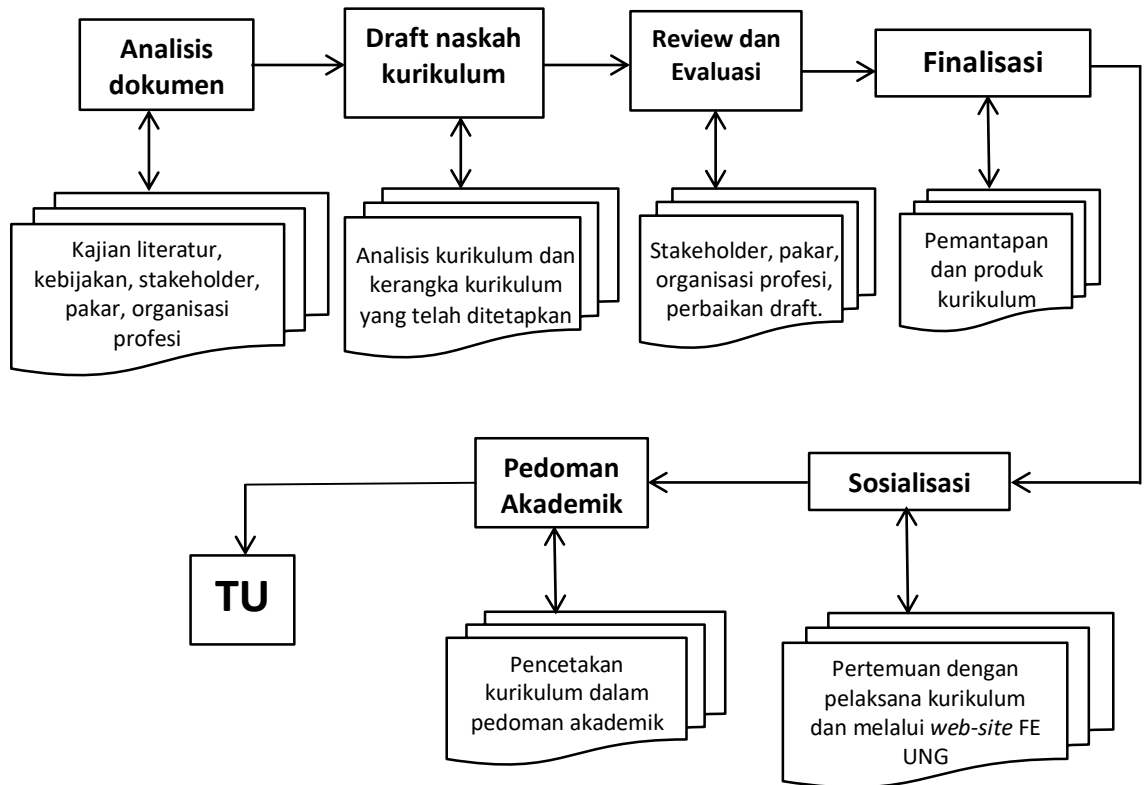 Analisis
dokumen
Draft naskah
kurikulum
Review dan
Evaluasi
Finalisasi
Kajian literatur,
kebijakan, stakeholder,
pakar, organisasi
profesi
Analisis kurikulum dan
kerangka kurikulum
yang telah ditetapkan
Stakeholder, pakar,
organisasi profesi,
perbaikan draft.
Pemantapan
dan produk
kurikulum
Pedoman
Akademik
Sosialisasi
TU
Pencetakan
kurikulum dalam
pedoman akademik
Pertemuan dengan
pelaksana kurikulum
dan melalui web-site FE
UNG